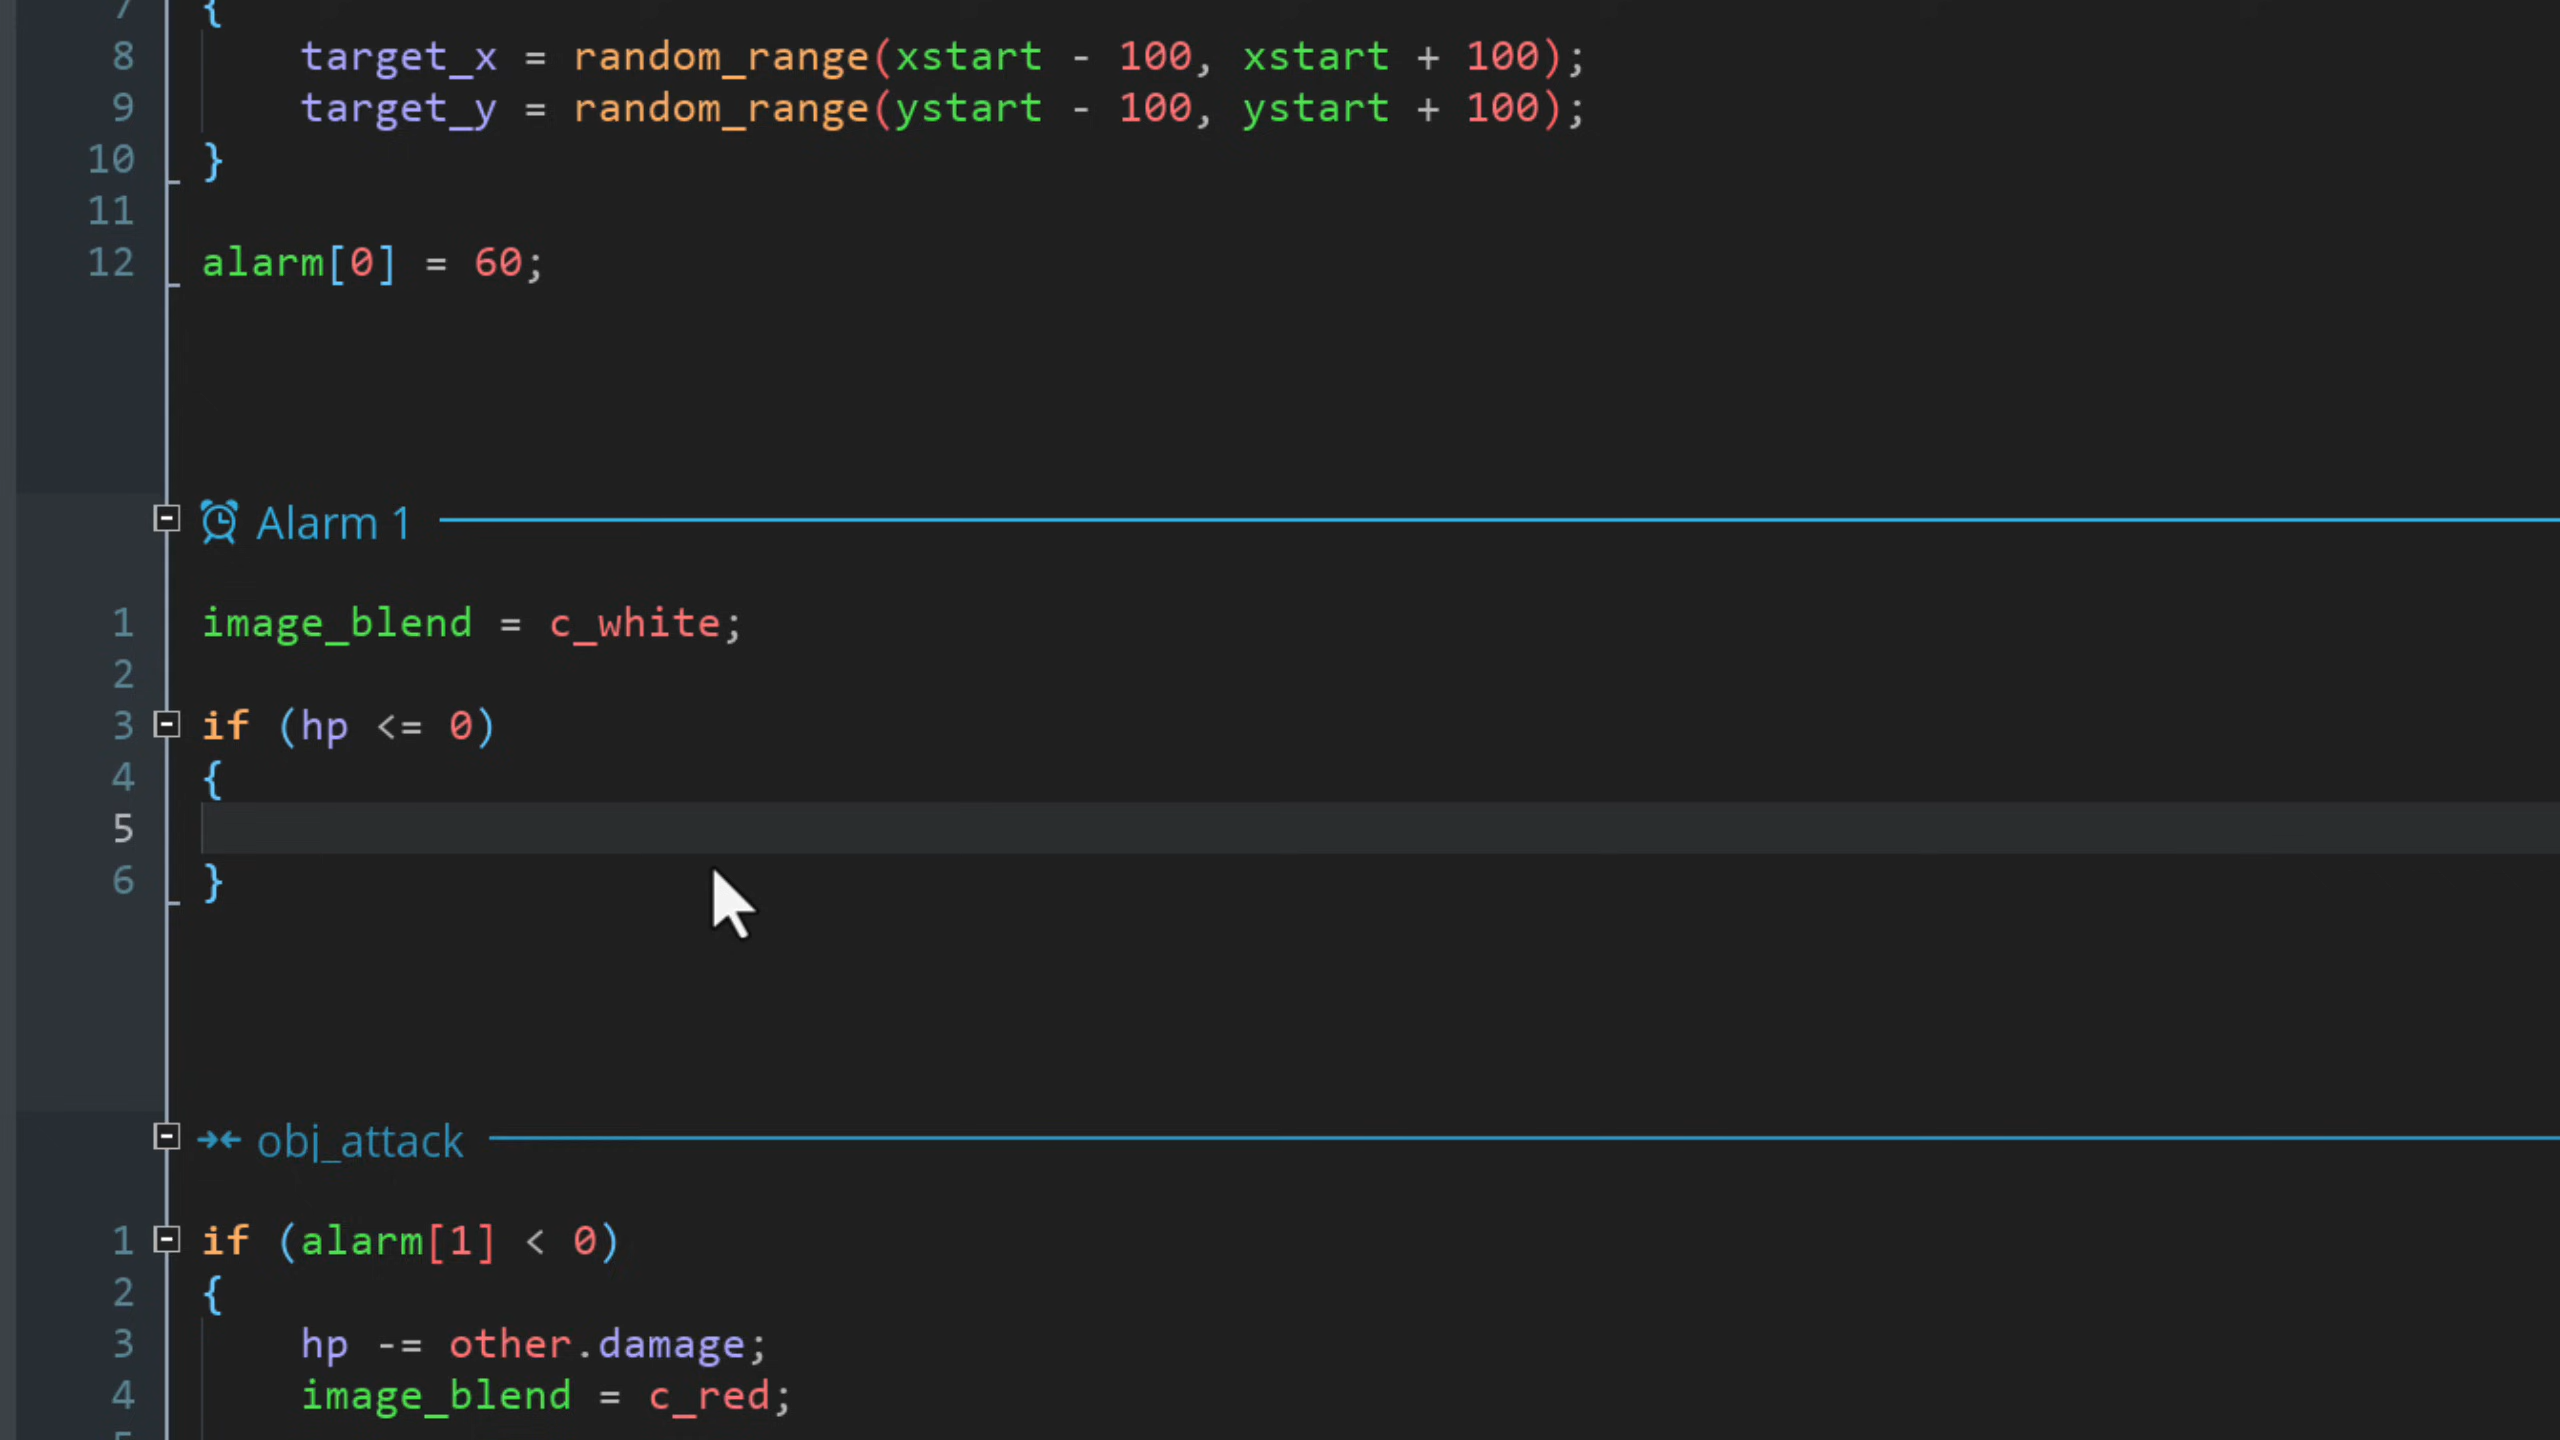 7 {
8 target_x = random_range(xstart - 100, xstart + 100);
9 target_y = random_range(ystart - 100, ystart + 100);
10 }
11
12 alarm[0] = 60;
Alarm 1
1 image_blend = c_white;
2
3 if (hp <= 0)
4 {
5
6 }
obj_attack
1 if (alarm[1] < 0)
2 {
3 hp -= other.damage;
4 image_blend = c_red;
5